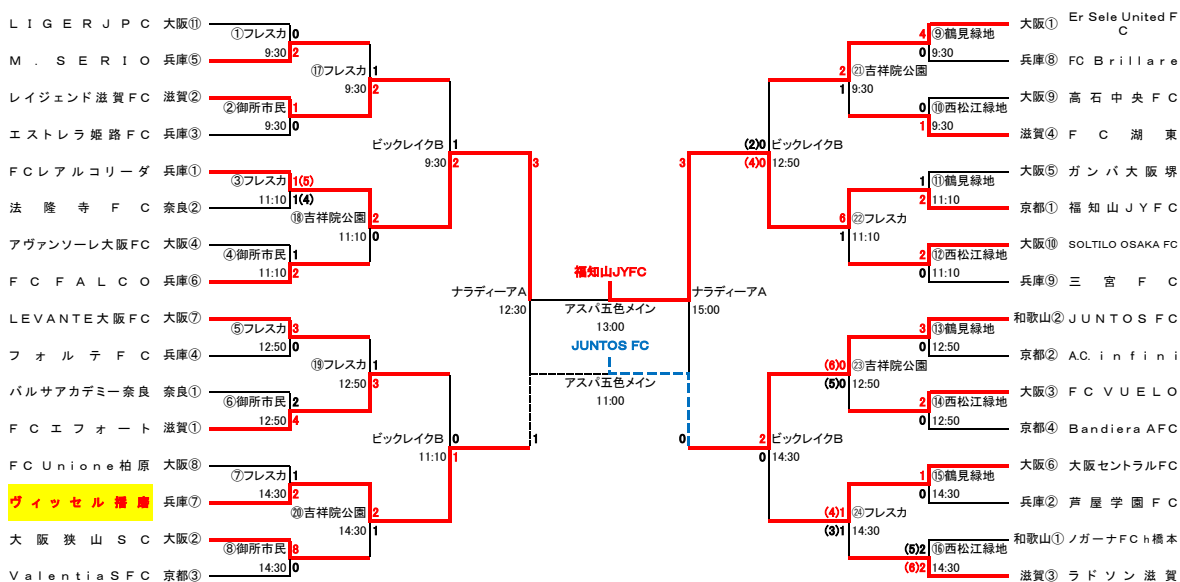 LIGERJPC 大阪⑪
①フレスカ 0
9:30 2
M.SERIO 兵庫⑤
⑰フレスカ 1
9:30 2
レイジェンド滋賀FC 滋賀②
②御所市民 1
9:30 0
エストレラ姫路FC 兵庫③
ビックレイクB 1
9:30 2
FCレアルコリーダ 兵庫①
③フレスカ 1(5)
11:10 1(4)
法隆寺FC 奈良②
⑱吉祥院公園 2
11:10 0
アヴァンソーレ大阪FC 大阪④
④御所市民 1
11:10 2
FCFALCO 兵庫⑥
ナラディーアA
12:30
3
LEVANTE大阪FC 大阪⑦
⑤フレスカ 3
12:50 0
フォルテFC 兵庫④
⑲フレスカ 1
12:50 3
バルサアカデミー奈良 奈良①
⑥御所市民 2
12:50 4
FCエフォート 滋賀①
ビックレイクB 0
11:10 1
1
FCUnione柏原 大阪⑧
⑦フレスカ 1
14:30 2
ヴィッセル播磨 兵庫⑦
⑳吉祥院公園 2
14:30 1
大阪狭山SC 大阪②
⑧御所市民 8
14:30 0
ValentiaSFC 京都③
福知山JYFC
アスパ五色メイン
13:00
JUNTOS FC
アスパ五色メイン
11:00
大阪① Er Sele United F
C
4 ⑨鶴見緑地
0 9:30
兵庫⑧ FC Brillare
2 ㉑吉祥院公園
1 9:30
大阪⑨ 高石中央FC
0 ⑩西松江緑地
1 9:30
滋賀④ FC湖東
(2)0 ビックレイクB
(4)0 12:50
3
大阪⑤ ガンバ大阪堺
1 ⑪鶴見緑地
2 11:10
京都① 福知山JYFC
6 ㉒フレスカ
1 11:10
大阪⑩ SOLTILO OSAKA FC
2 ⑫西松江緑地
0 11:10
兵庫⑨ 三宮FC
ナラディーアA
15:00
和歌山② JUNTOS FC
3 ⑬鶴見緑地
0 12:50
京都② A.C.infini
(6)0 ㉓吉祥院公園
(5)0 12:50
大阪③ FCVUELO
2 ⑭西松江緑地
0 12:50
京都④ Bandiera AFC
0
2 ビックレイクB
0 14:30
大阪⑥ 大阪セントラルFC
1 ⑮鶴見緑地
0 14:30
兵庫② 芦屋学園FC
(4)1 ㉔フレスカ
(3)1 14:30
和歌山① ノガーナFCh橋本
(5)2 ⑯西松江緑地
(6)2 14:30
滋賀③ ラドソン滋賀